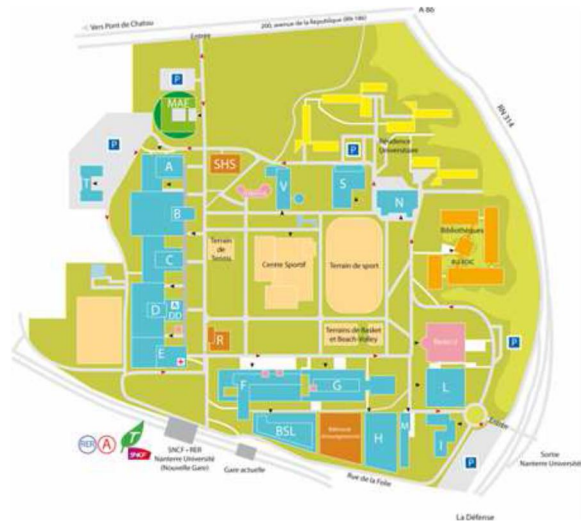 A 86
Vers Pont de Chatou
200, avenue de la République (RN 186)
Entrée
P
MAE
P
RN 314
P
Résidence
Universitaire
A
SHS
T
V
S
N
B
Bibliothèques
BU-BDIC
Terrain
de
Tennis
Centre Sportif
Terrain de sport
C
D
A
DD
R
Terrains de Basket
et Beach-Volley
E
P
F
G
L
BSL
Bâtiment
H
M
I
Entrée
RER
A
T
SNCF
SNCF + RER
Nanterre Université
(Nouvelle Gare)
Gare actuelle
Rue de la Folie
P
Sortie
Nanterre Université
La Défense